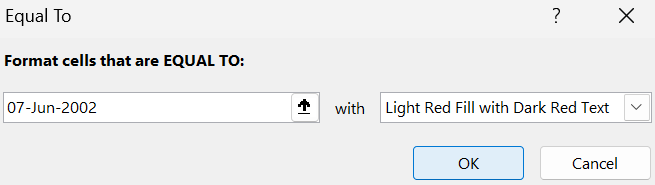 Equal To ?
Format cells that are EQUAL TO:
07-Jun-2002 with Light Red Fill with Dark Red Text
OK Cancel